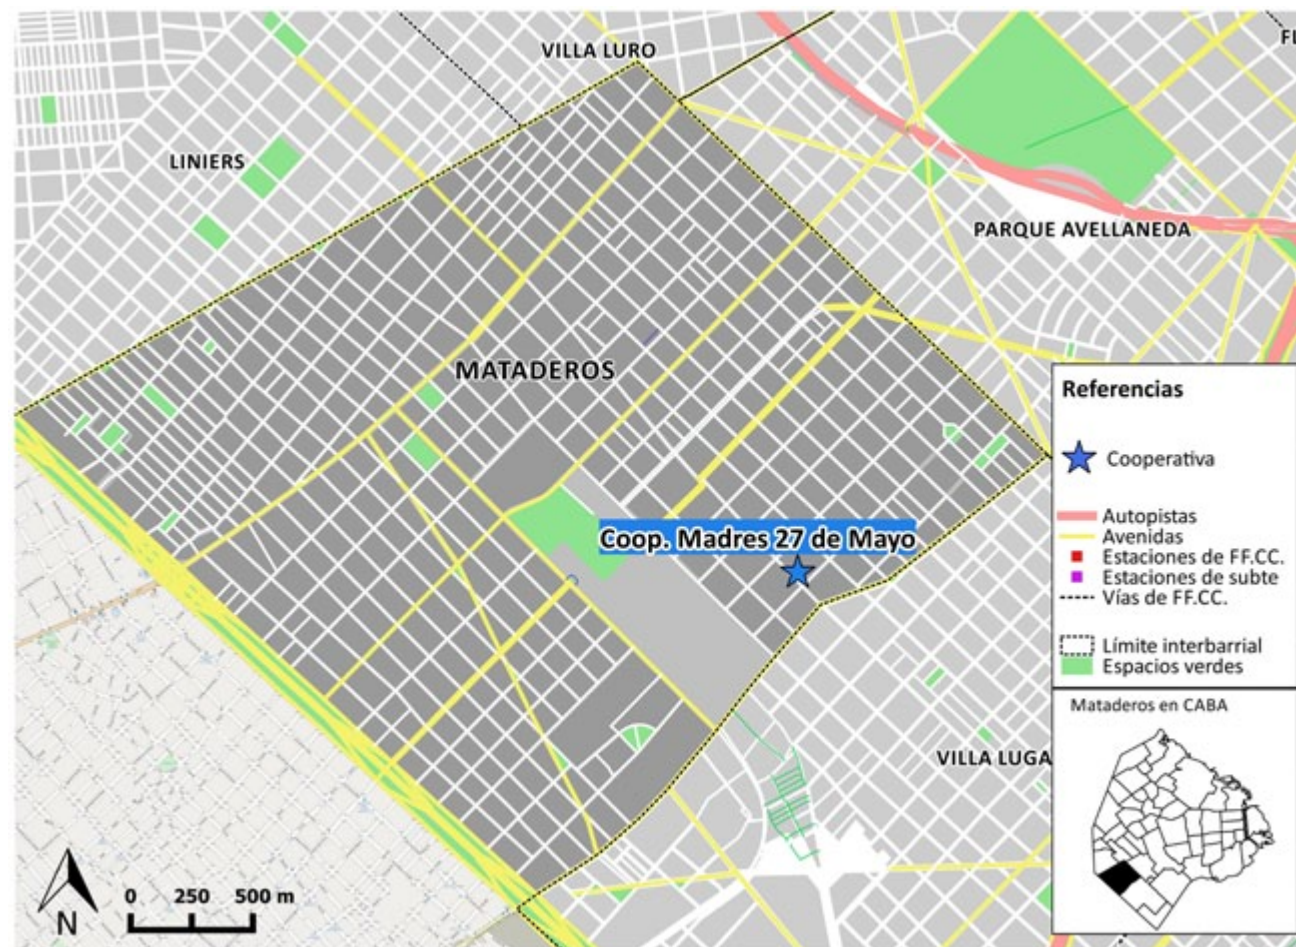 VILLA LURO
FL
LINIERS
PARQUE AVELLANEDA
MATADEROS
Referencias
Cooperativa
Coop. Madres 27 de Mayo
Autopistas
Avenidas
Estaciones de FF.CC.
Estaciones de subte
Vías de FF.CC.
Límite interbarrial
Espacios verdes
Mataderos en CABA
VILLA LUGA
0 250 500 m
N